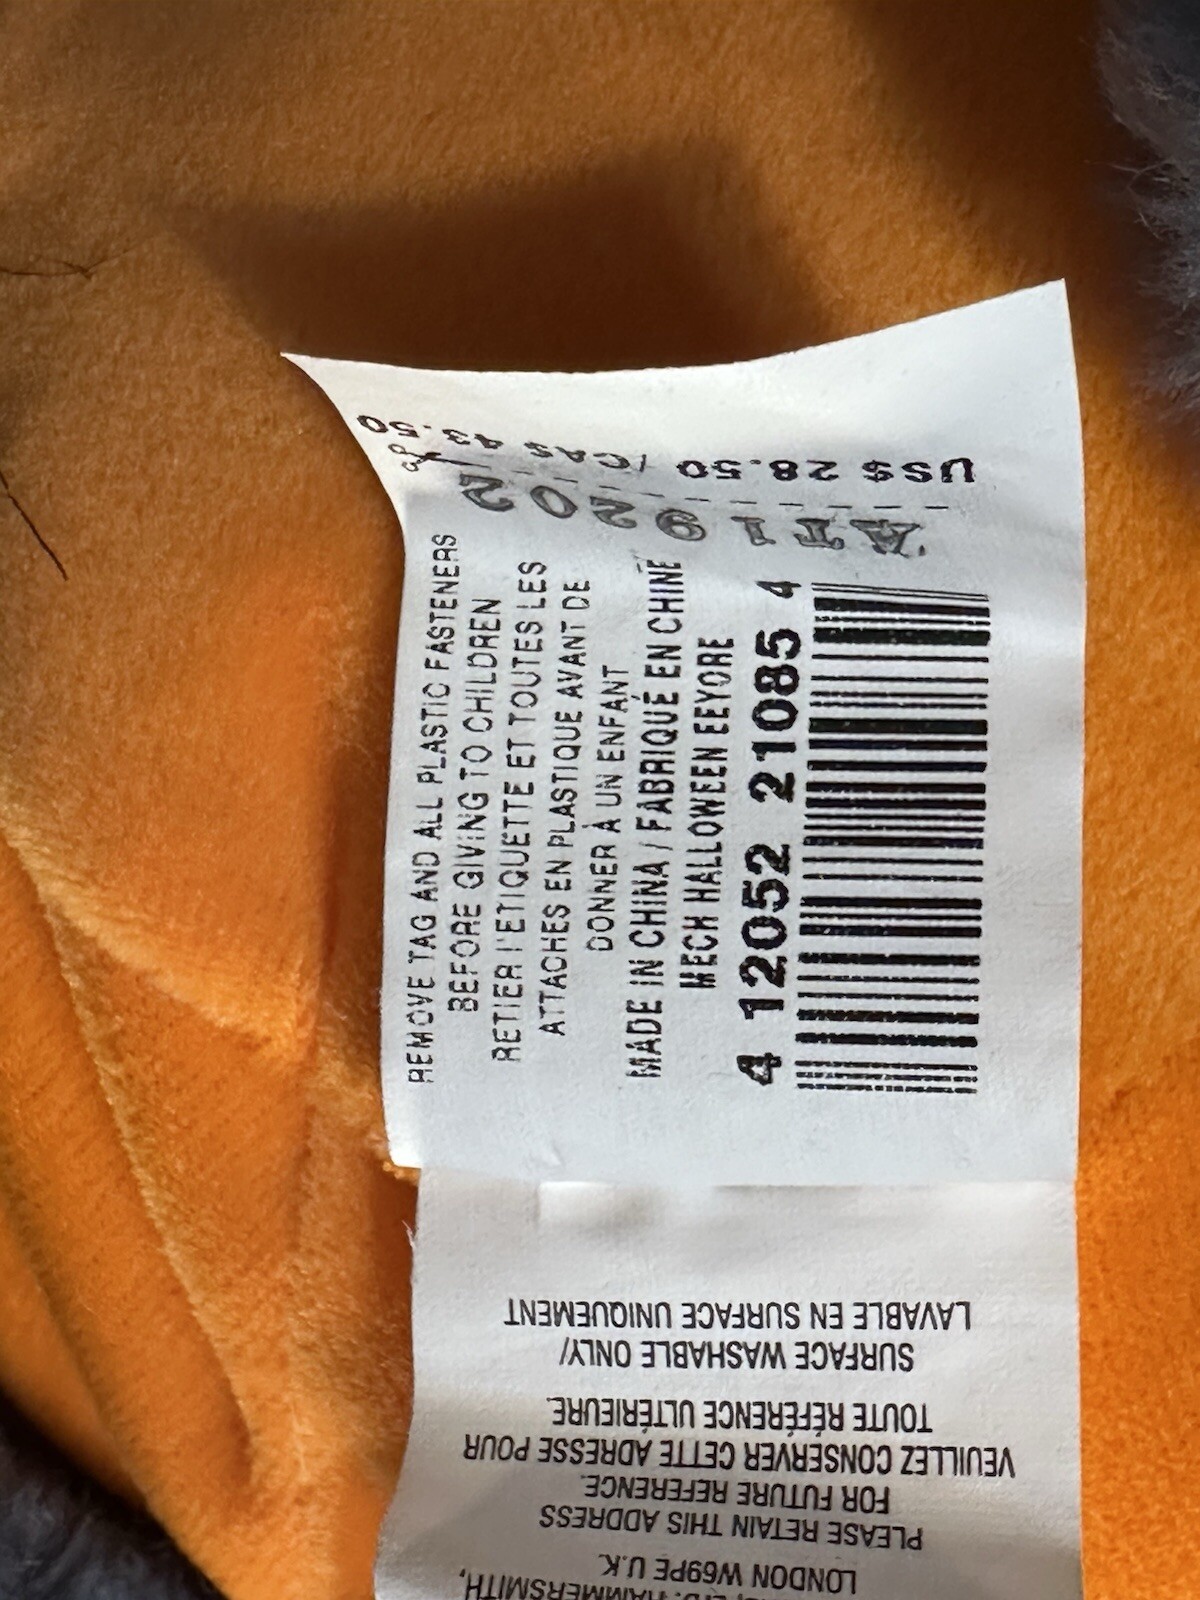 US$ 28.50 /CA$ 43.50
AT19202
REMOVE TAG AND ALL PLASTIC FASTENERS
BEFORE GIVING TO CHILDREN
RETIER l'ETIQUETTE ET TOUTES LES
ATTACHES EN PLASTIQUE AVANT DE
DONNER À UN ENFANT
MADE IN CHINA / FABRIQUÉ EN CHINE
MECH HALLOWEEN EEYORE
4 12052 21085 4
HAMMERSMITH,
LONDON W69PE U.K.
PLEASE RETAIN THIS ADDRESS
FOR FUTURE REFERENCE.
VEUILLEZ CONSERVER CETTE ADRESSE POUR
TOUTE RÉFÉRENCE ULTÉRIEURE.
SURFACE WASHABLE ONLY/
LAVABLE EN SURFACE UNIQUEMENT